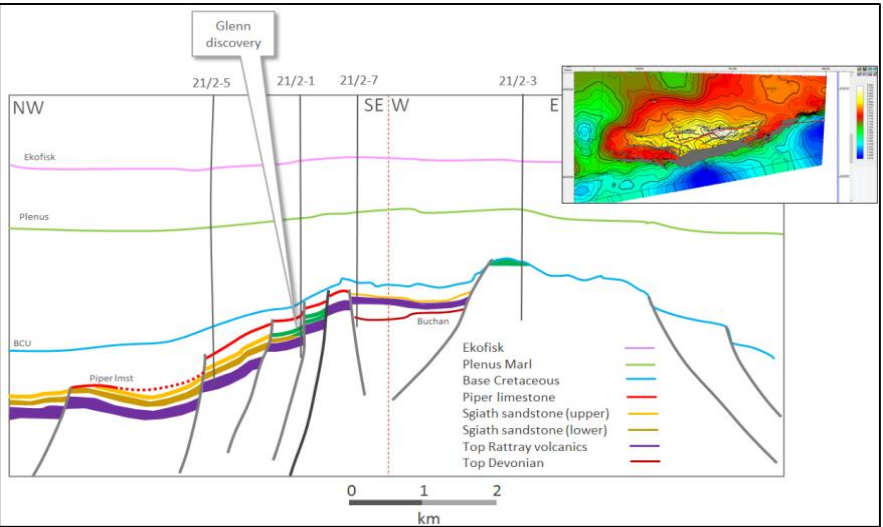 Glenn
discovery
21/2-5
21/2-1
21/2-7
21/2-3
NW
SE
W
E
Ekofisk
Plenus
BCU
Piper lmst
Buchan
Ekofisk
Plenus Marl
Base Cretaceous
Piper limestone
Sgiath sandstone (upper)
Sgiath sandstone (lower)
Top Rattray volcanics
Top Devonian
0 1 2
km